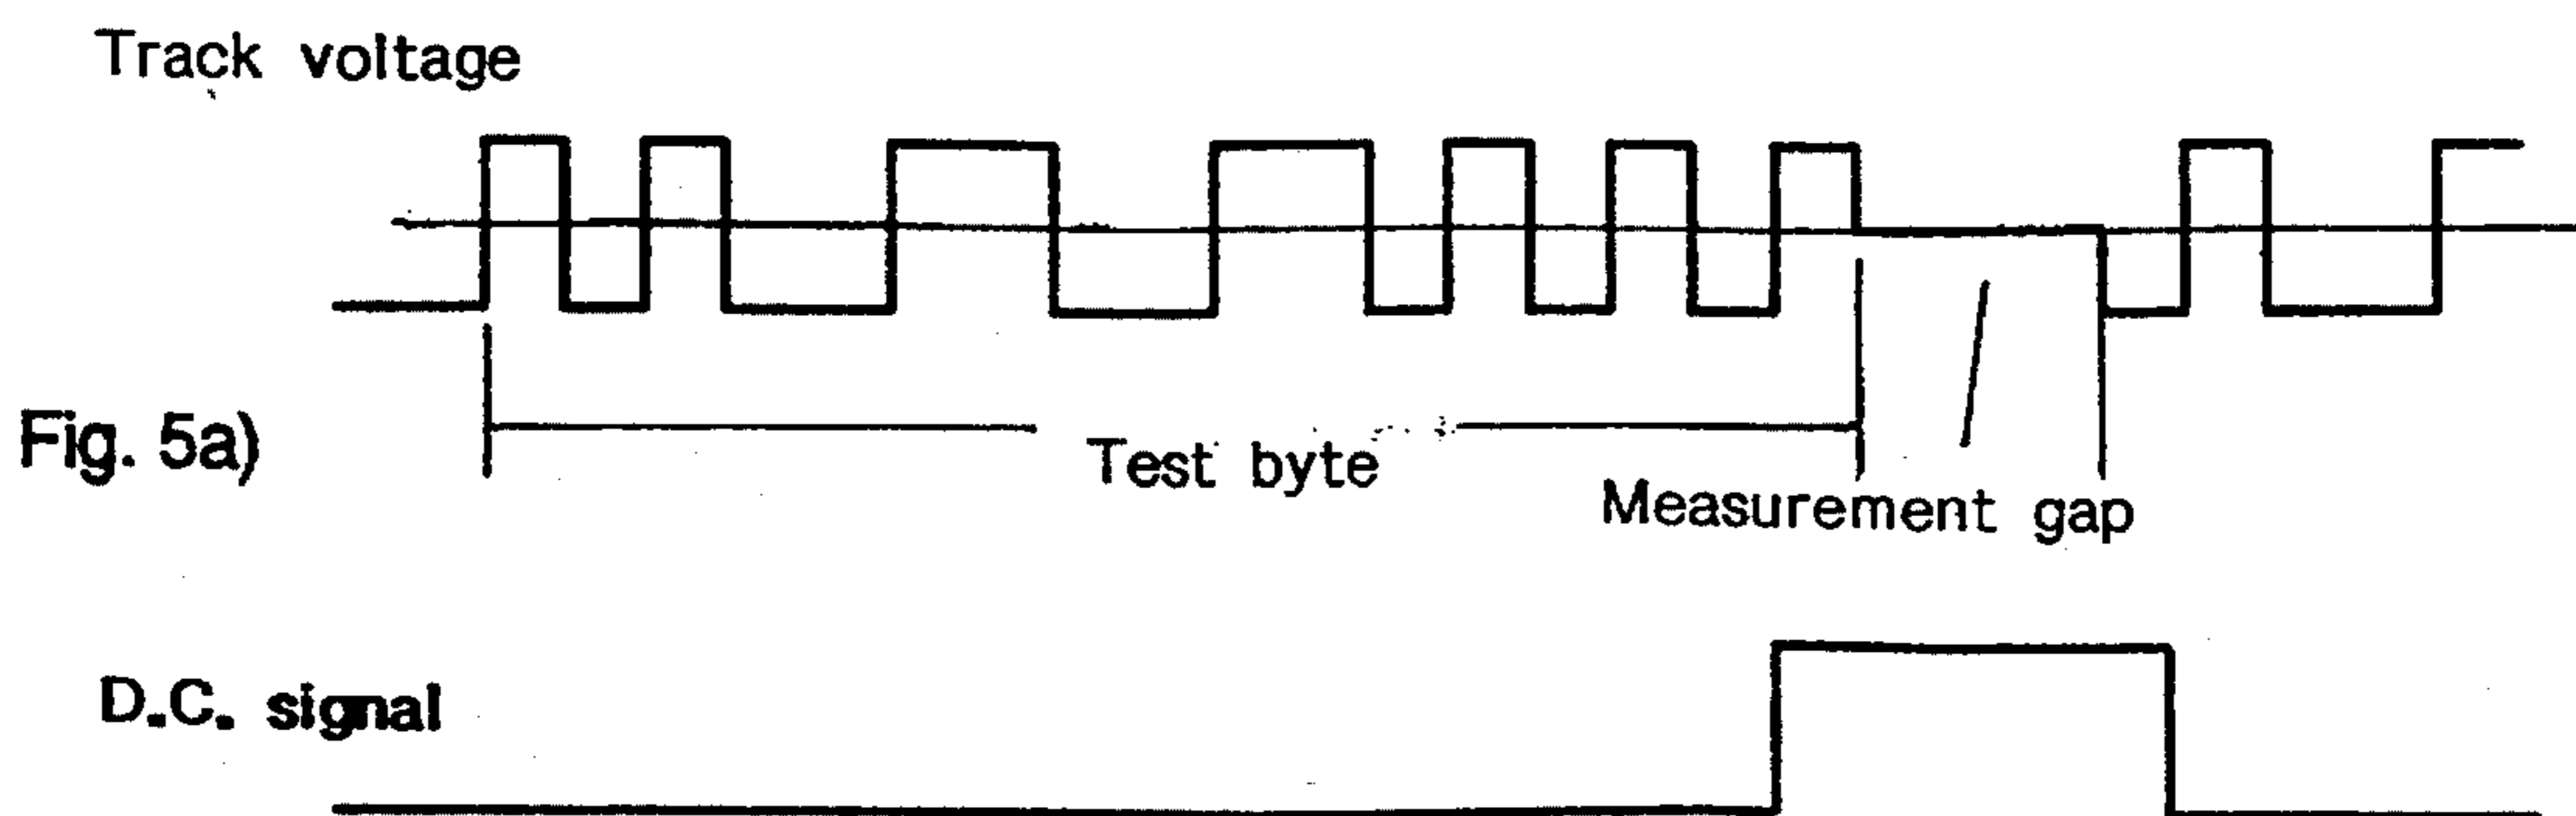 Track voltage
Fig. 5a)
Test byte
Measurement gap
D.C. signal